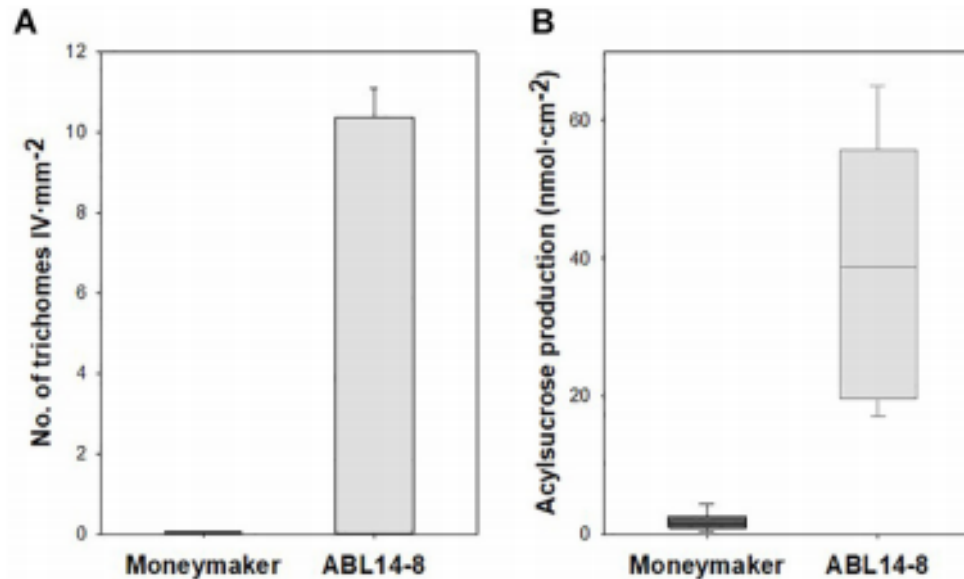 A
No. of trichomes IV·mm-2
12
10
8
6
4
2
0
Moneymaker ABL14-8
B
Acylsucrose production (nmol·cm-2)
60
40
20
0
Moneymaker ABL14-8